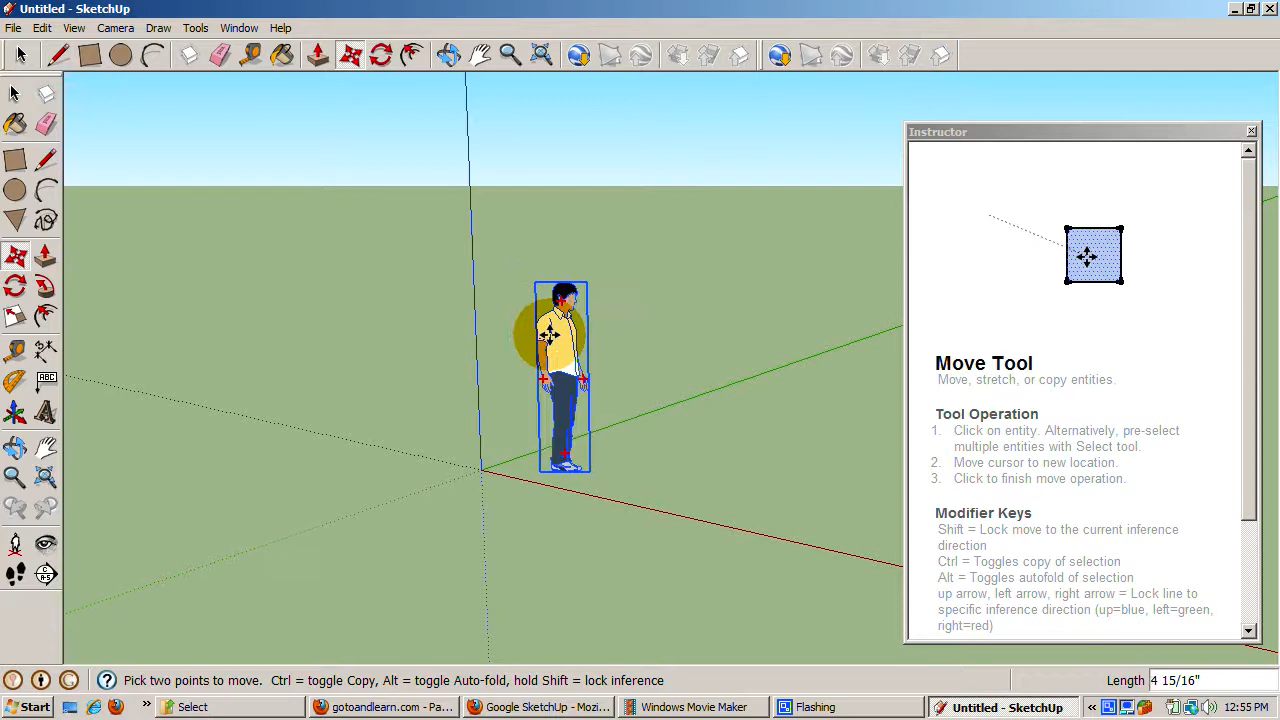 Untitled - SketchUp
File Edit View Camera Draw Tools Window Help
Instructor
Move Tool
Move, stretch, or copy entities.
Tool Operation
1. Click on entity. Alternatively, pre-select
multiple entities with Select tool.
2. Move cursor to new location.
3. Click to finish move operation.
Modifier Keys
Shift = Lock move to the current inference
direction
Ctrl = Toggles copy of selection
Alt = Toggles autofold of selection
up arrow, left arrow, right arrow = Lock line to
specific inference direction (up=blue, left=green,
right=red)
ABC
A
Pick two points to move. Ctrl = toggle Copy, Alt = toggle Auto-fold, hold Shift = lock inference
Length 4 15/16"
Start
Select
gotoandlearn.com - Pa...
Google SketchUp - Mozi...
Windows Movie Maker
Flashing
Untitled - SketchUp
12:55 PM